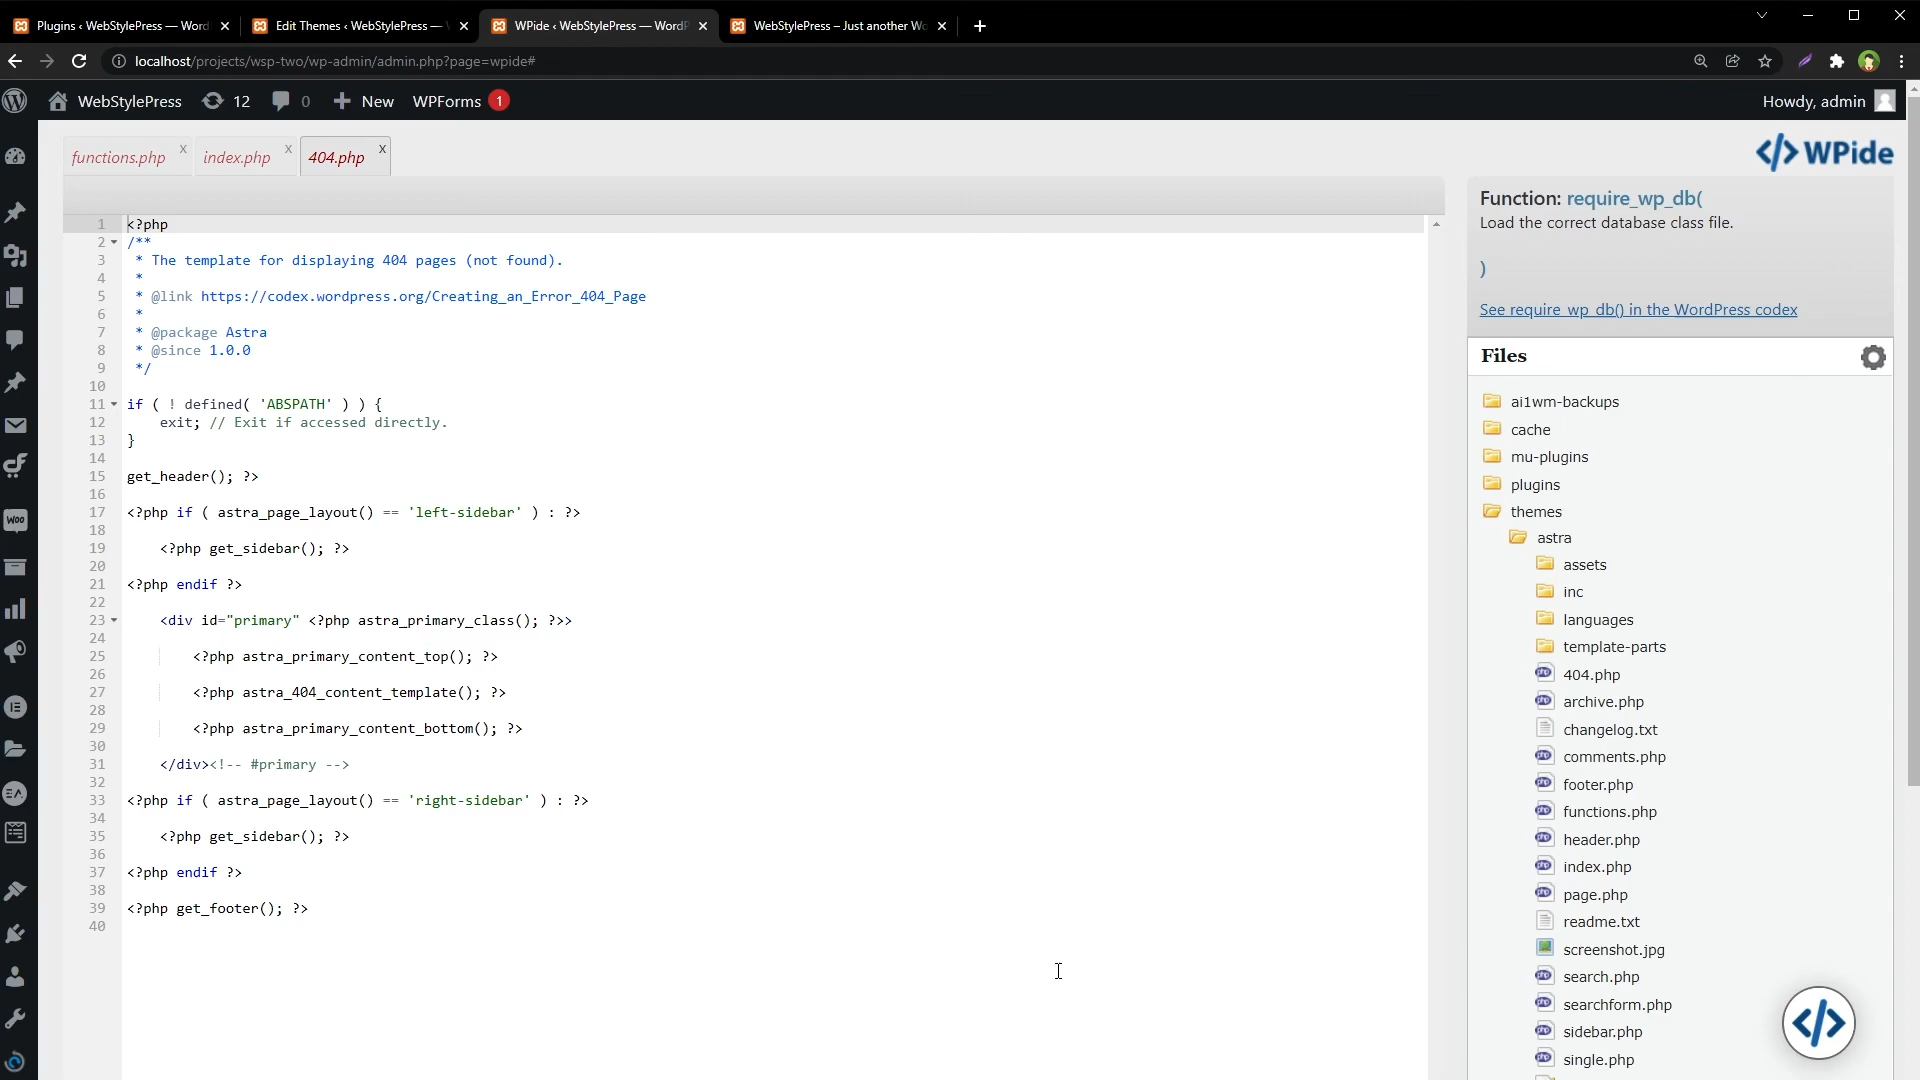 Plugins ‹ WebStylePress — Word
Edit Themes ‹ WebStylePress —
WPide ‹ WebStylePress — WordP
WebStylePress – Just another Wo
localhost/projects/wsp-two/wp-admin/admin.php?page=wpide#
WebStylePress
12
0
New
WPForms
1
Howdy, admin
functions.php
x
index.php
x
404.php
x
</> WPide
1 <?php
2 /**
3 * The template for displaying 404 pages (not found).
4 *
5 * @link https://codex.wordpress.org/Creating_an_Error_404_Page
6 *
7 * @package Astra
8 * @since 1.0.0
9 */
10
11 if ( ! defined( 'ABSPATH' ) ) {
12 exit; // Exit if accessed directly.
13 }
14
15 get_header(); ?>
16
17 <?php if ( astra_page_layout() == 'left-sidebar' ) : ?>
18
19 <?php get_sidebar(); ?>
20
21 <?php endif ?>
22
23 <div id="primary" <?php astra_primary_class(); ?>>
24
25 <?php astra_primary_content_top(); ?>
26
27 <?php astra_404_content_template(); ?>
28
29 <?php astra_primary_content_bottom(); ?>
30
31 </div><!-- #primary -->
32
33 <?php if ( astra_page_layout() == 'right-sidebar' ) : ?>
34
35 <?php get_sidebar(); ?>
36
37 <?php endif ?>
38
39 <?php get_footer(); ?>
40
Function: require_wp_db(
Load the correct database class file.
)
See require_wp_db() in the WordPress codex
Files
ai1wm-backups
cache
mu-plugins
plugins
themes
astra
assets
inc
languages
template-parts
404.php
archive.php
changelog.txt
comments.php
footer.php
functions.php
header.php
index.php
page.php
readme.txt
screenshot.jpg
search.php
searchform.php
sidebar.php
single.php
</>
Woo